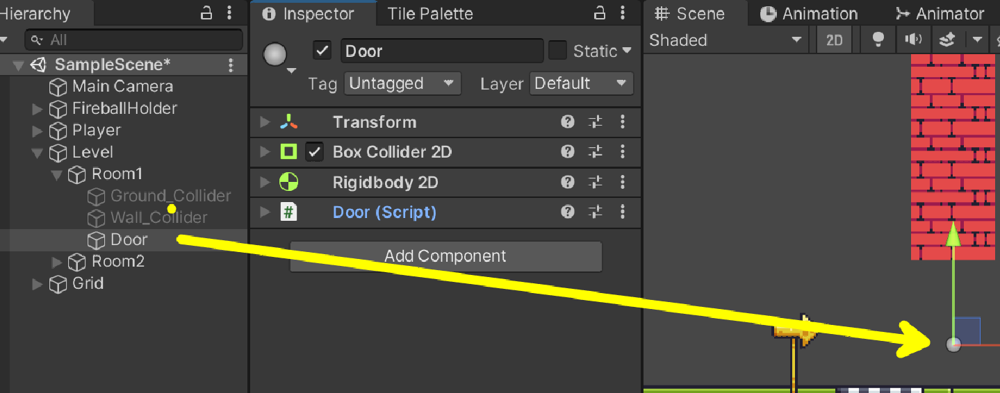 Hierarchy
All
SampleScene*
Main Camera
FireballHolder
Player
Level
Room1
Ground_Collider
Wall_Collider
Door
Room2
Grid
Inspector
Tile Palette
Door
Static
Tag Untagged Layer Default
Transform
Box Collider 2D
Rigidbody 2D
# Door (Script)
Add Component
Scene
Animation
Animator
Shaded
2D